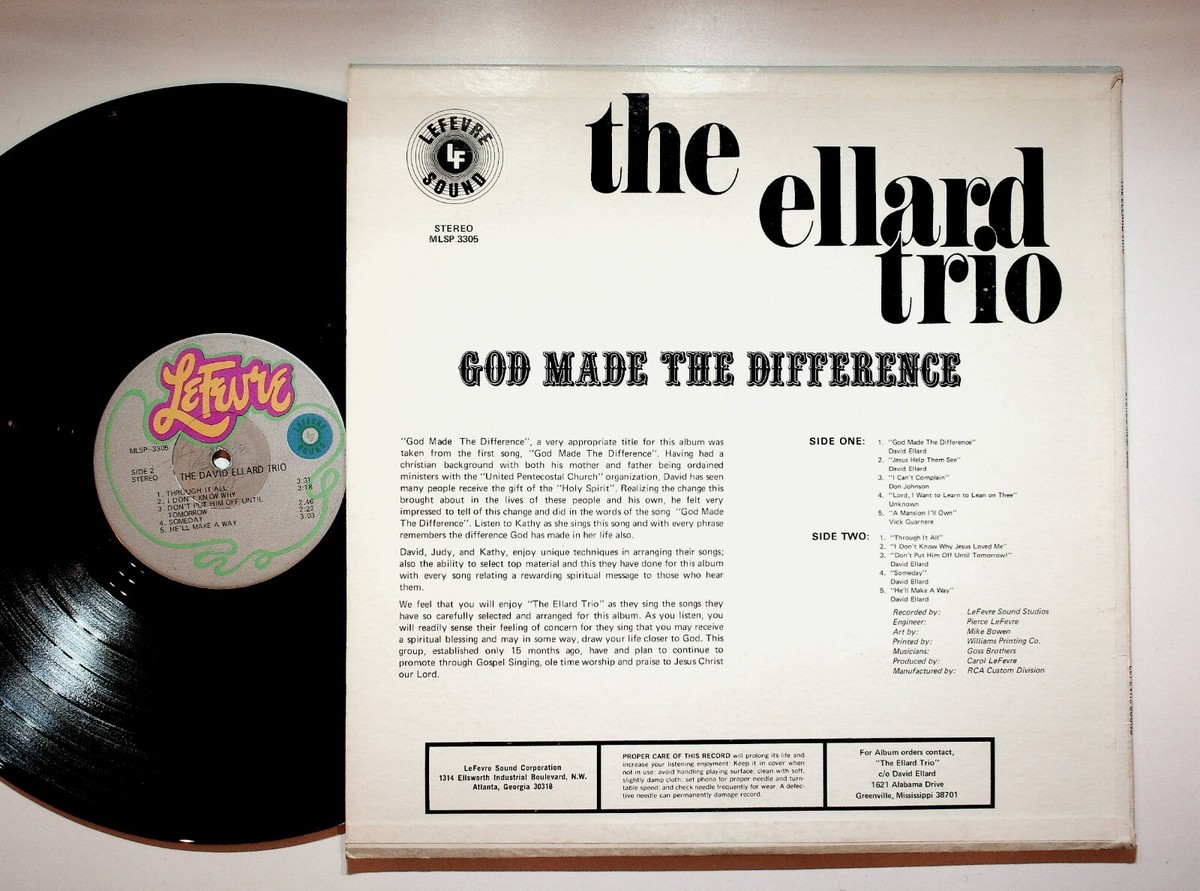 LEFEVRE
LF
SOUND
STEREO
MLSP 3305
the
ellard
trio
GOD MADE THE DIFFERENCE
"God Made The Difference", a very appropriate title for this album was
taken from the first song, "God Made The Difference". Having had a
christian background with both his mother and father being ordained
ministers with the "United Pentecostal Church" organization, David has seen
many people receive the gift of the "Holy Spirit". Realizing the change this
brought about in the lives of these people and his own, he felt very
impressed to tell of this change and did in the words of the song "God Made
The Difference". Listen to Kathy as she sings this song and with every phrase
remembers the difference God has made in her life also.
David, Judy, and Kathy, enjoy unique techniques in arranging their songs;
also the ability to select top material and this they have done for this album
with every song relating a rewarding spiritual message to those who hear
them.
We feel that you will enjoy "The Ellard Trio" as they sing the songs they
have so carefully selected and arranged for this album. As you listen, you
will readily sense their feeling of concern for they sing that you may receive
a spiritual blessing and may in some way, draw your life closer to God. This
group, established only 15 months ago, have and plan to continue to
promote through Gospel Singing, ole time worship and praise to Jesus Christ
our Lord.
SIDE ONE: 1. "God Made The Difference"
David Ellard
2. "Jesus Help Them See"
David Ellard
3. "I Can't Complain"
Don Johnson
4. "Lord, I Want to Learn to Lean on Thee"
Unknown
5. "A Mansion I'll Own"
Vick Guarnere
SIDE TWO: 1. "Through It All"
2. "I Don't Know Why Jesus Loved Me"
3. "Don't Put Him Off Until Tomorrow!"
David Ellard
4. "Someday"
David Ellard
5. "He'll Make A Way"
David Ellard
Recorded by: LeFevre Sound Studios
Engineer: Pierce LeFevre
Art by: Mike Bowen
Printed by: Williams Printing Co.
Musicians: Goss Brothers
Produced by: Carol LeFevre
Manufactured by: RCA Custom Division
LeFevre Sound Corporation
1314 Ellsworth Industrial Boulevard, N.W.
Atlanta, Georgia 30318
PROPER CARE OF THIS RECORD will prolong its life and
increase your listening enjoyment: Keep it in cover when
not in use; avoid handling playing surface; clean with soft,
slightly damp cloth; set phono for proper needle and turn-
table speed; and check needle frequently for wear. A defec-
tive needle can permanently damage record.
For Album orders contact,
"The Ellard Trio"
c/o David Ellard
1621 Alabama Drive
Greenville, Mississippi 38701
LeFevre
LEFEVRE
SOUND
MLSP-3305
SIDE 2
STEREO
THE DAVID ELLARD TRIO
1. THROUGH IT ALL 3:31
2. I DON'T KNOW WHY 3:18
3. DON'T PUT HIM OFF UNTIL
TOMORROW 2:46
4. SOMEDAY 2:22
5. HE'LL MAKE A WAY 3:03